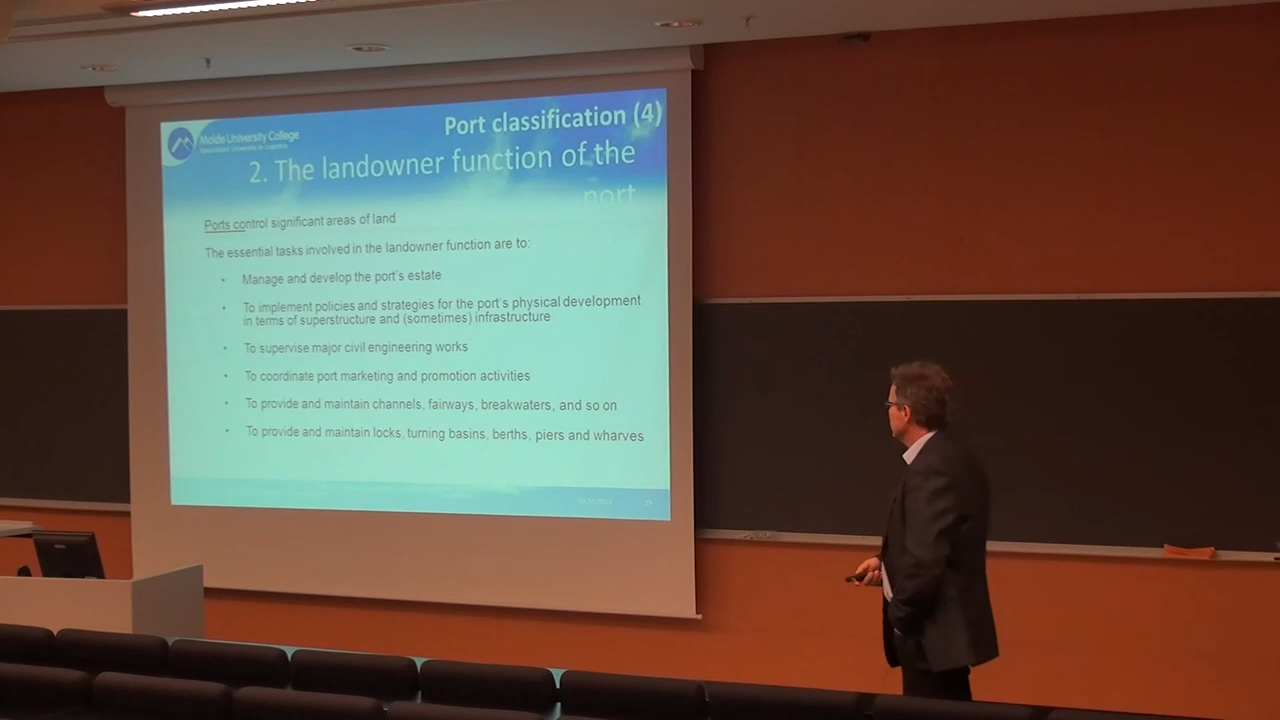 Molde University College
Specialized University in Logistics
Port classification (4)
2. The landowner function of the
port
Ports control significant areas of land
The essential tasks involved in the landowner function are to:
• Manage and develop the port's estate
• To implement policies and strategies for the port's physical development
in terms of superstructure and (sometimes) infrastructure
• To supervise major civil engineering works
• To coordinate port marketing and promotion activities
• To provide and maintain channels, fairways, breakwaters, and so on
• To provide and maintain locks, turning basins, berths, piers and wharves